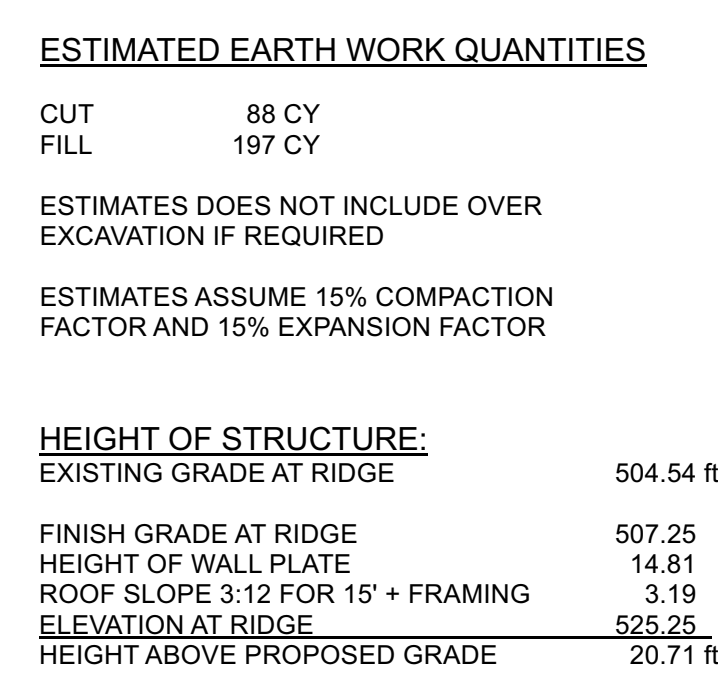 ESTIMATED EARTH WORK QUANTITIES
CUT 88 CY
FILL 197 CY
ESTIMATES DOES NOT INCLUDE OVER
EXCAVATION IF REQUIRED
ESTIMATES ASSUME 15% COMPACTION
FACTOR AND 15% EXPANSION FACTOR
HEIGHT OF STRUCTURE:
EXISTING GRADE AT RIDGE 504.54 ft
FINISH GRADE AT RIDGE 507.25
HEIGHT OF WALL PLATE 14.81
ROOF SLOPE 3:12 FOR 15' + FRAMING 3.19
ELEVATION AT RIDGE 525.25
HEIGHT ABOVE PROPOSED GRADE 20.71 ft